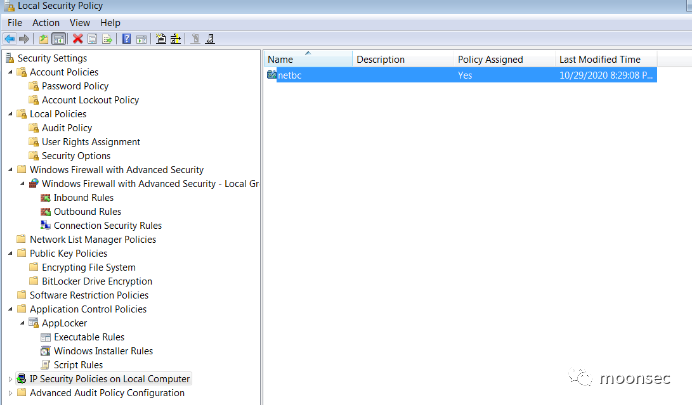 Local Security Policy
File Action View Help
Name Description Policy Assigned Last Modified Time
netbc Yes 10/29/2020 8:29:08 P...
Security Settings
Account Policies
Password Policy
Account Lockout Policy
Local Policies
Audit Policy
User Rights Assignment
Security Options
Windows Firewall with Advanced Security
Windows Firewall with Advanced Security - Local Gr
Inbound Rules
Outbound Rules
Connection Security Rules
Network List Manager Policies
Public Key Policies
Encrypting File System
BitLocker Drive Encryption
Software Restriction Policies
Application Control Policies
AppLocker
Executable Rules
Windows Installer Rules
Script Rules
IP Security Policies on Local Computer
Advanced Audit Policy Configuration
moonsec